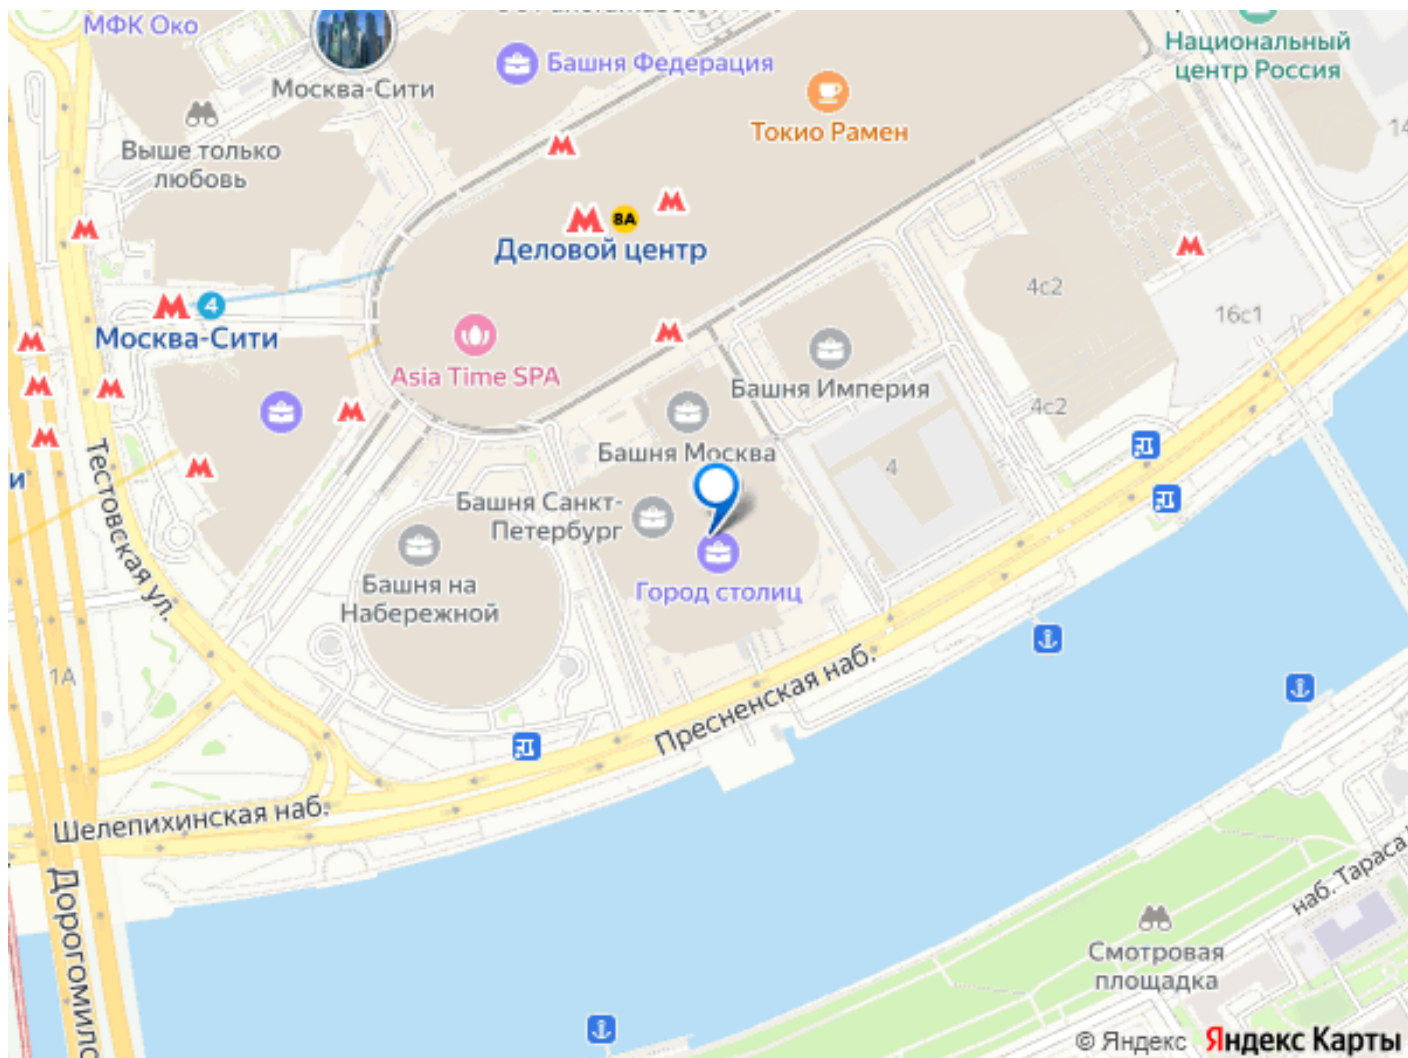 МФК Око
Москва-Сити
Башня Федерация
Национальный
центр Россия
Токио Рамен
Выше только
любовь
14
8А
Деловой центр
4
Москва-Сити
4с2
16с1
Asia Time SPA
Башня Империя
4с2
Башня Москва
4
и
Тестовская ул.
Башня Санкт-
Петербург
Башня на
Набережной
Город столиц
1А
Пресненская наб.
Шелепихинская наб.
Дорогомило
наб. Тараса
Смотровая
площадка
© Яндекс Яндекс Карты